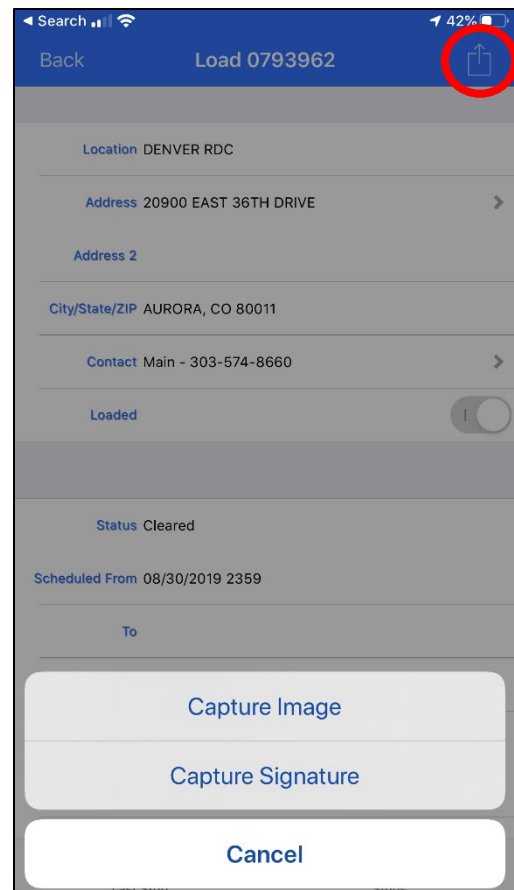 Search 42%
Back Load 0793962
Location DENVER RDC
Address 20900 EAST 36TH DRIVE
Address 2
City/State/ZIP AURORA, CO 80011
Contact Main - 303-574-8660
Loaded
Status Cleared
Scheduled From 08/30/2019 2359
To
Capture Image
Capture Signature
Cancel